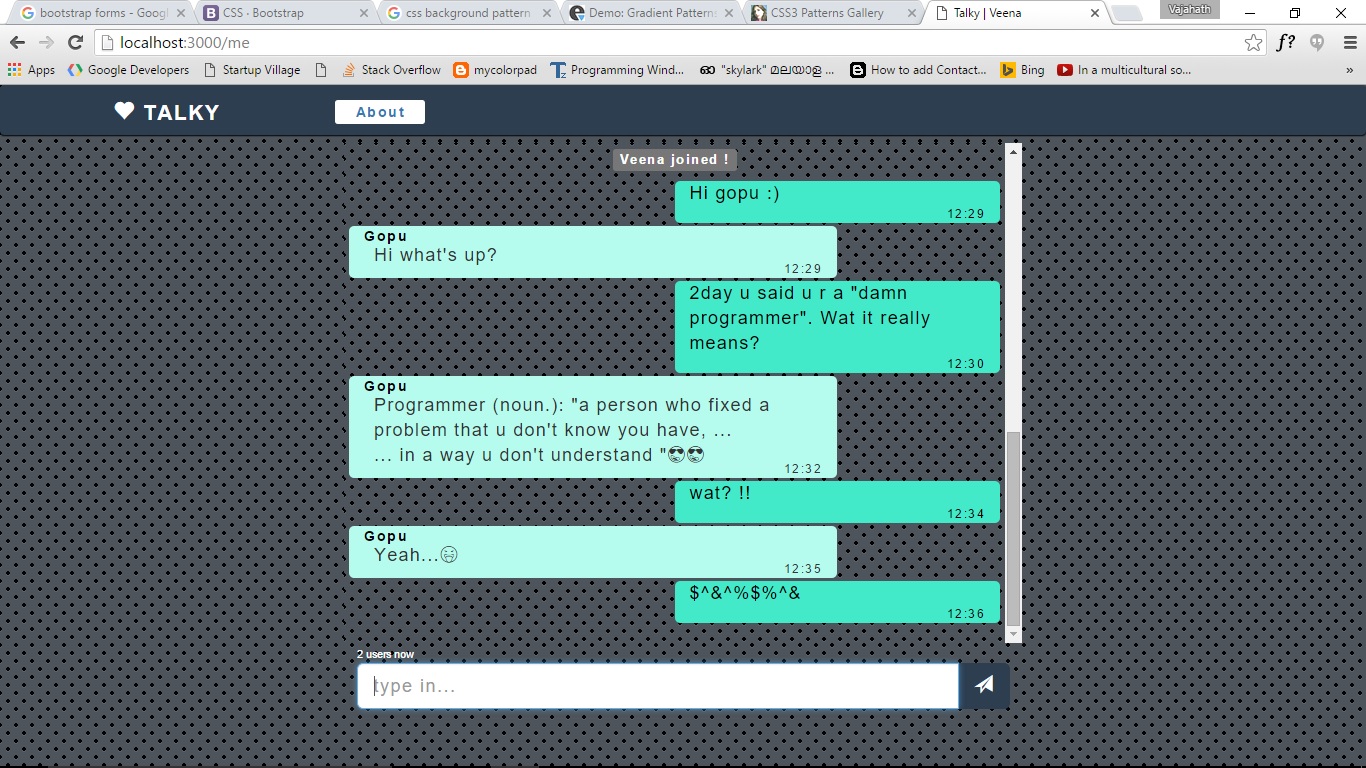 bootstrap forms - Googl
CSS · Bootstrap
css background pattern
Demo: Gradient Patterns
CSS3 Patterns Gallery
Talky | Veena
Vajahath
localhost:3000/me
f?
Apps
Google Developers
Startup Village
Stack Overflow
mycolorpad
Programming Wind...
"skylark" മലയാള ...
How to add Contact...
Bing
In a multicultural so...
»
TALKY
About
Veena joined !
Hi gopu :)
12:29
Gopu
Hi what's up?
12:29
2day u said u r a "damn
programmer". Wat it really
means?
12:30
Gopu
Programmer (noun.): "a person who fixed a
problem that u don't know you have, ...
... in a way u don't understand "😎😎
12:32
wat? !!
12:34
Gopu
Yeah...😄
12:35
$^&^%$%^&
12:36
2 users now
type in...